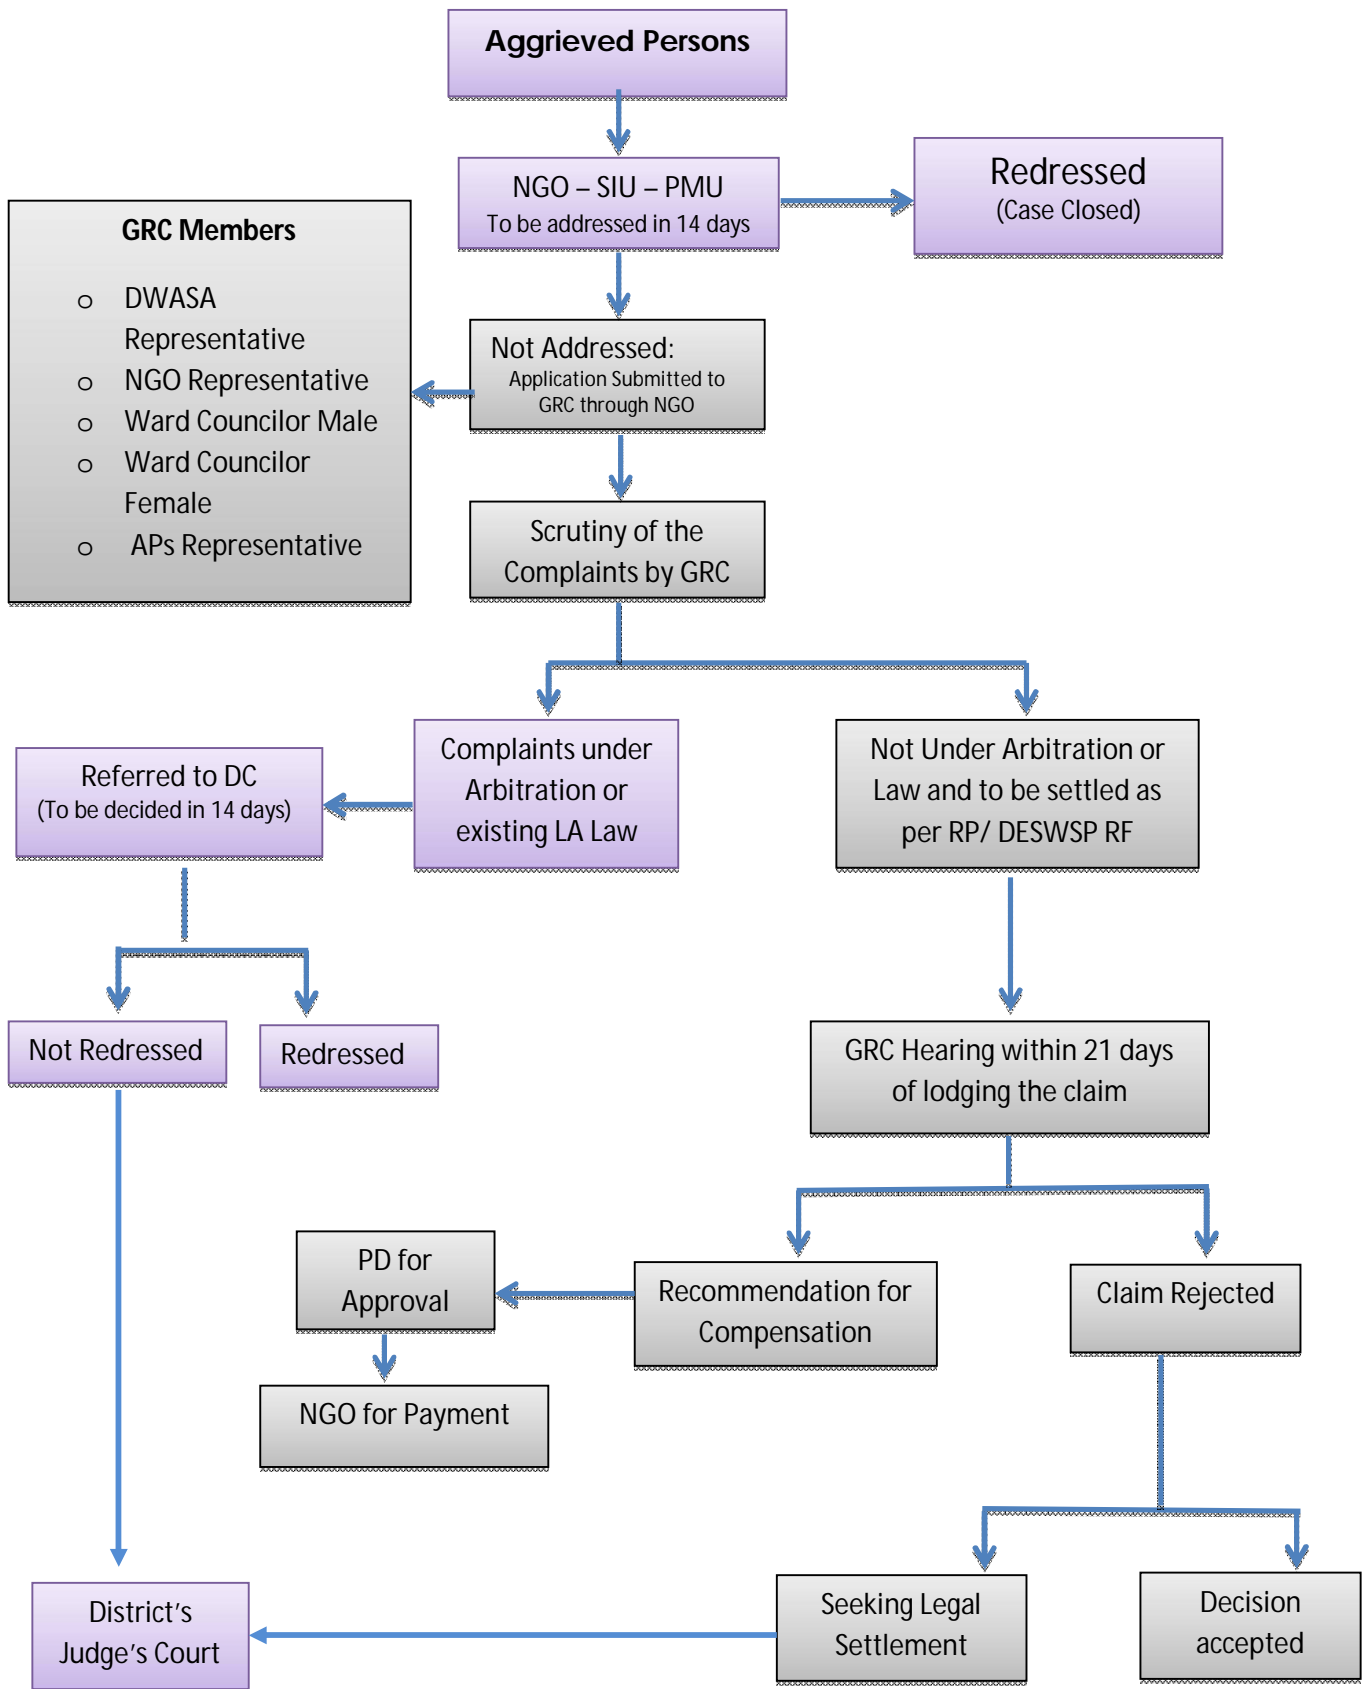 Aggrieved Persons
NGO – SIU – PMU
To be addressed in 14 days
Redressed
(Case Closed)
GRC Members
o DWASA
Representative
o NGO Representative
o Ward Councilor Male
o Ward Councilor
Female
o APs Representative
Not Addressed:
Application Submitted to
GRC through NGO
Scrutiny of the
Complaints by GRC
Referred to DC
(To be decided in 14 days)
Complaints under
Arbitration or
existing LA Law
Not Under Arbitration or
Law and to be settled as
per RP/ DESWSP RF
Not Redressed
Redressed
GRC Hearing within 21 days
of lodging the claim
PD for
Approval
Recommendation for
Compensation
Claim Rejected
NGO for Payment
District's
Judge's Court
Seeking Legal
Settlement
Decision
accepted